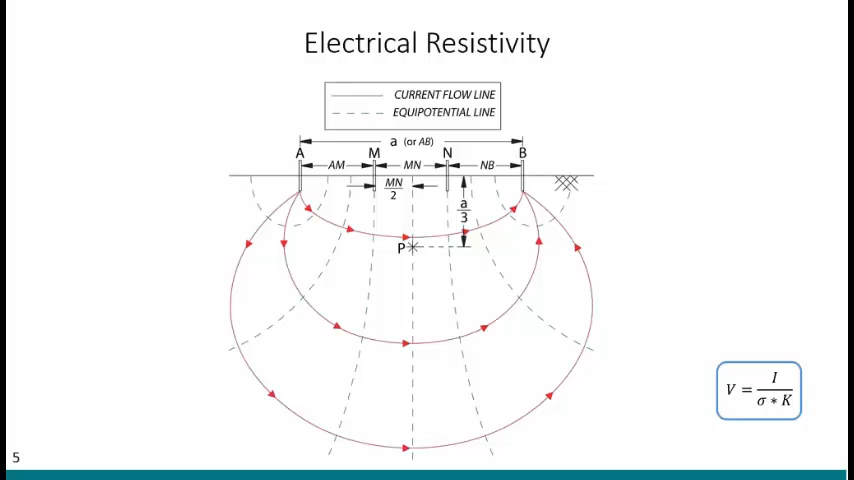 Electrical Resistivity
CURRENT FLOW LINE
EQUIPOTENTIAL LINE
a (or AB)
A M N B
AM MN NB
MN
2
a
3
P
V = I / σ * K
5